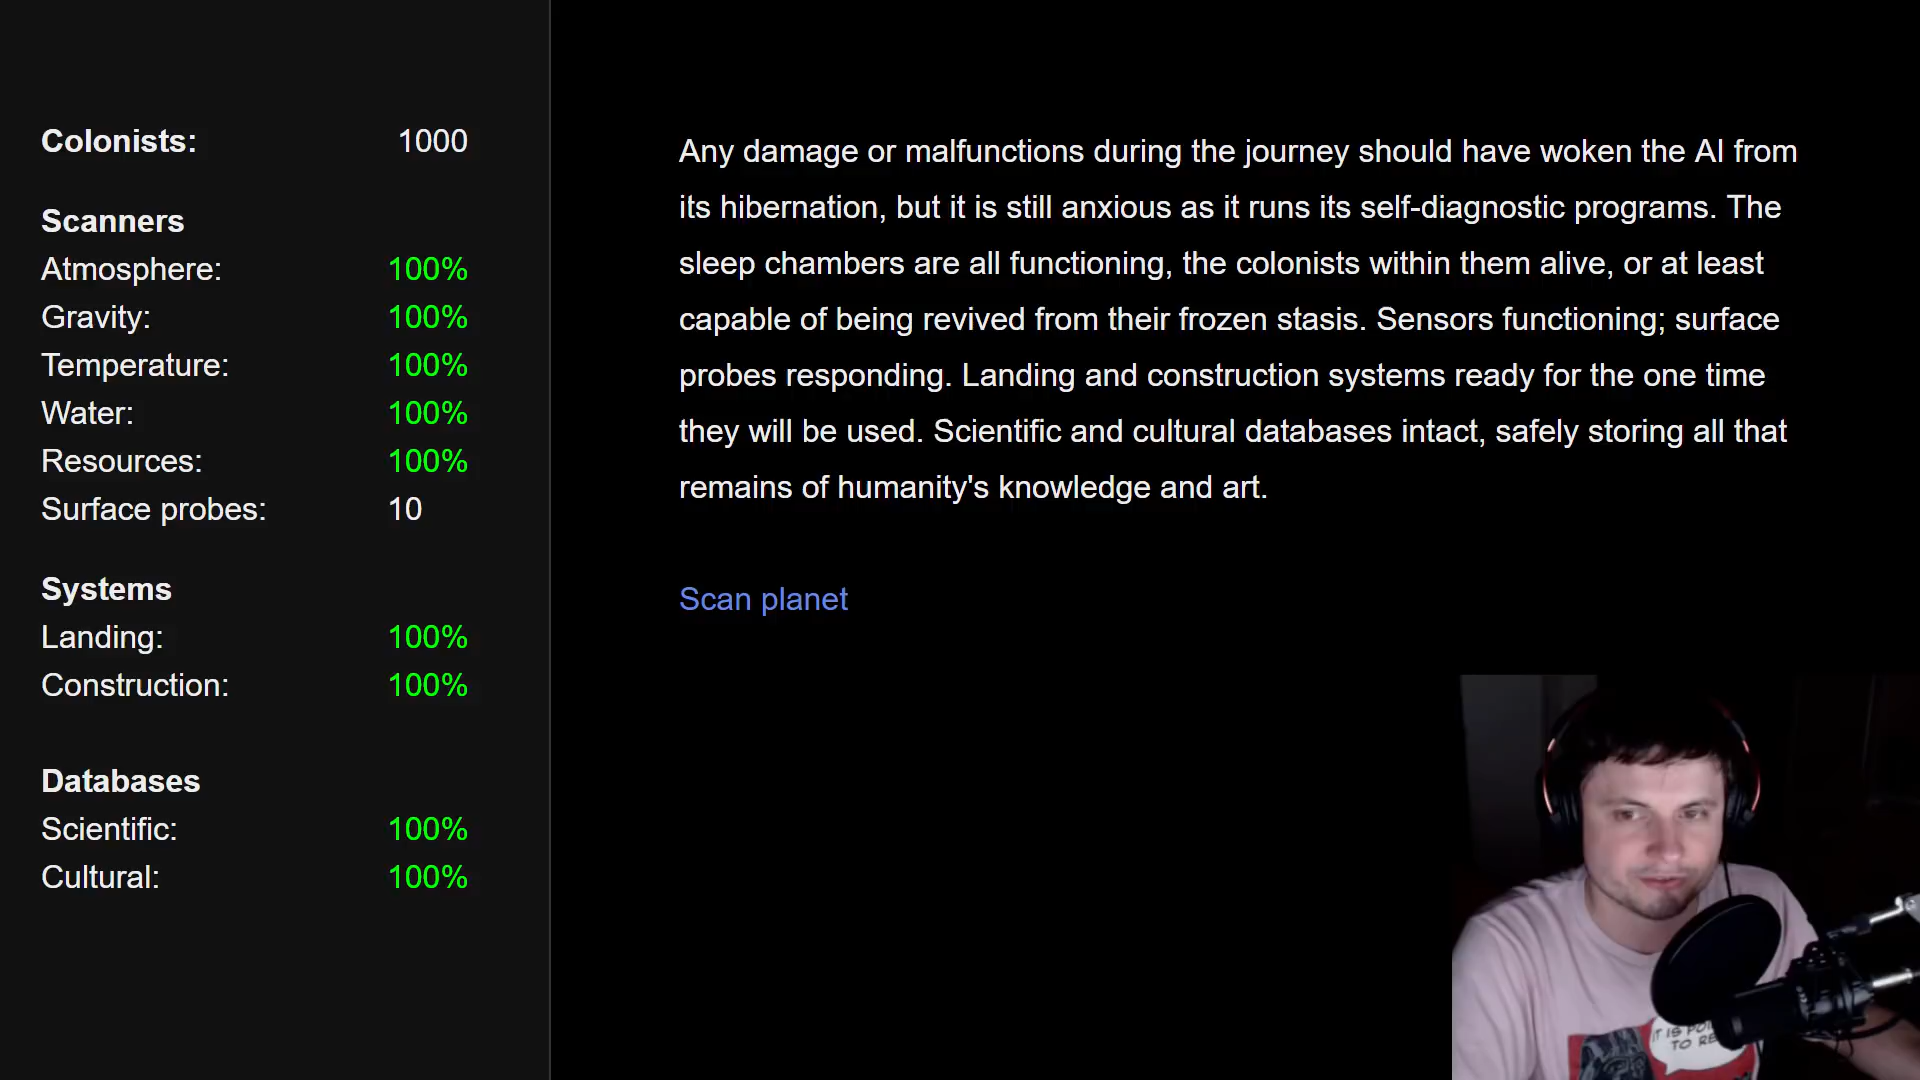 Colonists: 1000
Scanners
Atmosphere: 100%
Gravity: 100%
Temperature: 100%
Water: 100%
Resources: 100%
Surface probes: 10
Systems
Landing: 100%
Construction: 100%
Databases
Scientific: 100%
Cultural: 100%
Any damage or malfunctions during the journey should have woken the AI from
its hibernation, but it is still anxious as it runs its self-diagnostic programs. The
sleep chambers are all functioning, the colonists within them alive, or at least
capable of being revived from their frozen stasis. Sensors functioning; surface
probes responding. Landing and construction systems ready for the one time
they will be used. Scientific and cultural databases intact, safely storing all that
remains of humanity's knowledge and art.
Scan planet
IT IS
TO